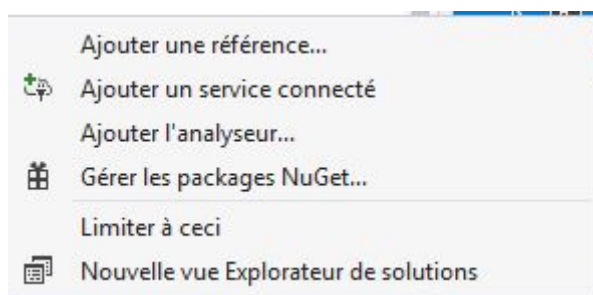 Ajouter une référence...
Ajouter un service connecté
Ajouter l'analyseur...
Gérer les packages NuGet...
Limiter à ceci
Nouvelle vue Explorateur de solutions